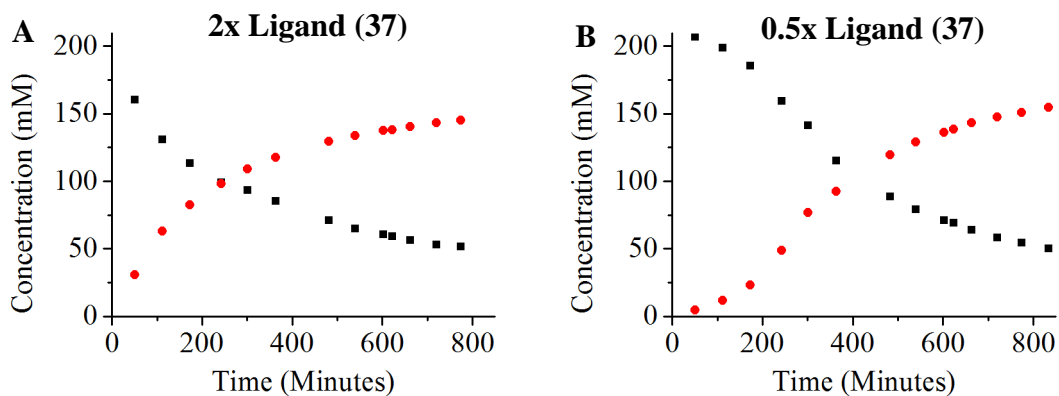 A
2x Ligand (37)
200
150
100
50
0
Concentration (mM)
0 200 400 600 800
Time (Minutes)
B
0.5x Ligand (37)
200
150
100
50
0
Concentration (mM)
0 200 400 600 800
Time (Minutes)